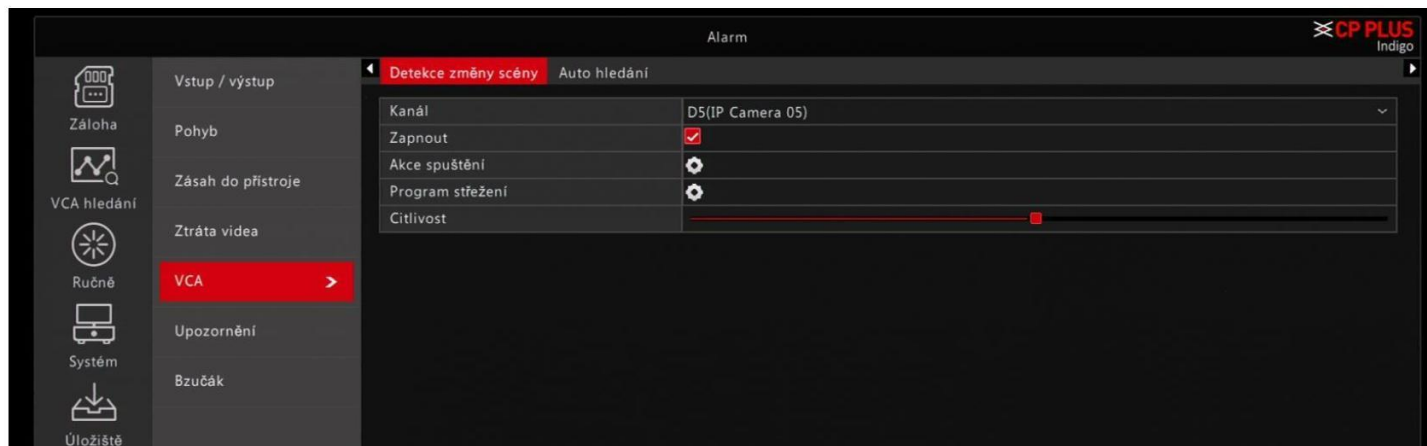 Alarm
CP PLUS
Indigo
Záloha
VCA hledání
Ručně
Systém
Úložiště
Vstup / výstup
Pohyb
Zásah do přístroje
Ztráta videa
VCA
Upozornění
Bzučák
Detekce změny scény Auto hledání
Kanál D5(IP Camera 05)
Zapnout
Akce spuštění
Program střežení
Citlivost